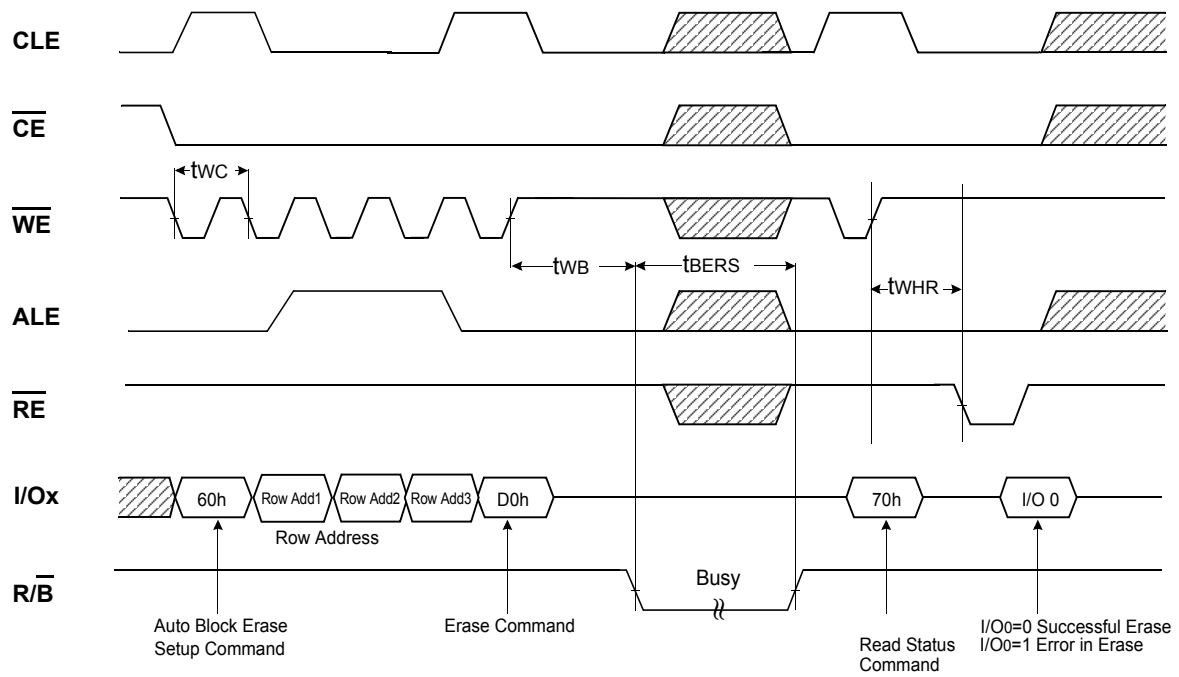 CLE
CE
tWC
WE
tWB
tBERS
tWHR
ALE
RE
I/Ox
60h
Row Add1
Row Add2
Row Add3
D0h
70h
I/O 0
Row Address
R/B
Busy
Auto Block Erase
Setup Command
Erase Command
Read Status
Command
I/O0=0 Successful Erase
I/O0=1 Error in Erase